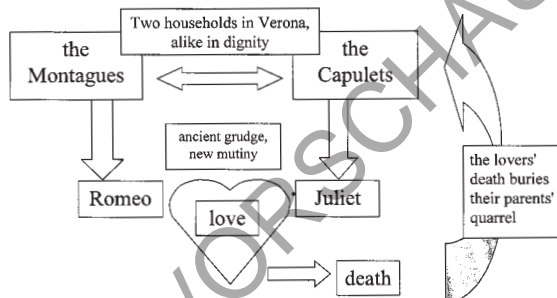 Two households in Verona,
alike in dignity
the
Montagues
the
Capulets
ancient grudge,
new mutiny
Romeo
love
Juliet
the lovers'
death buries
their parents'
quarrel
death
VORSCHAU